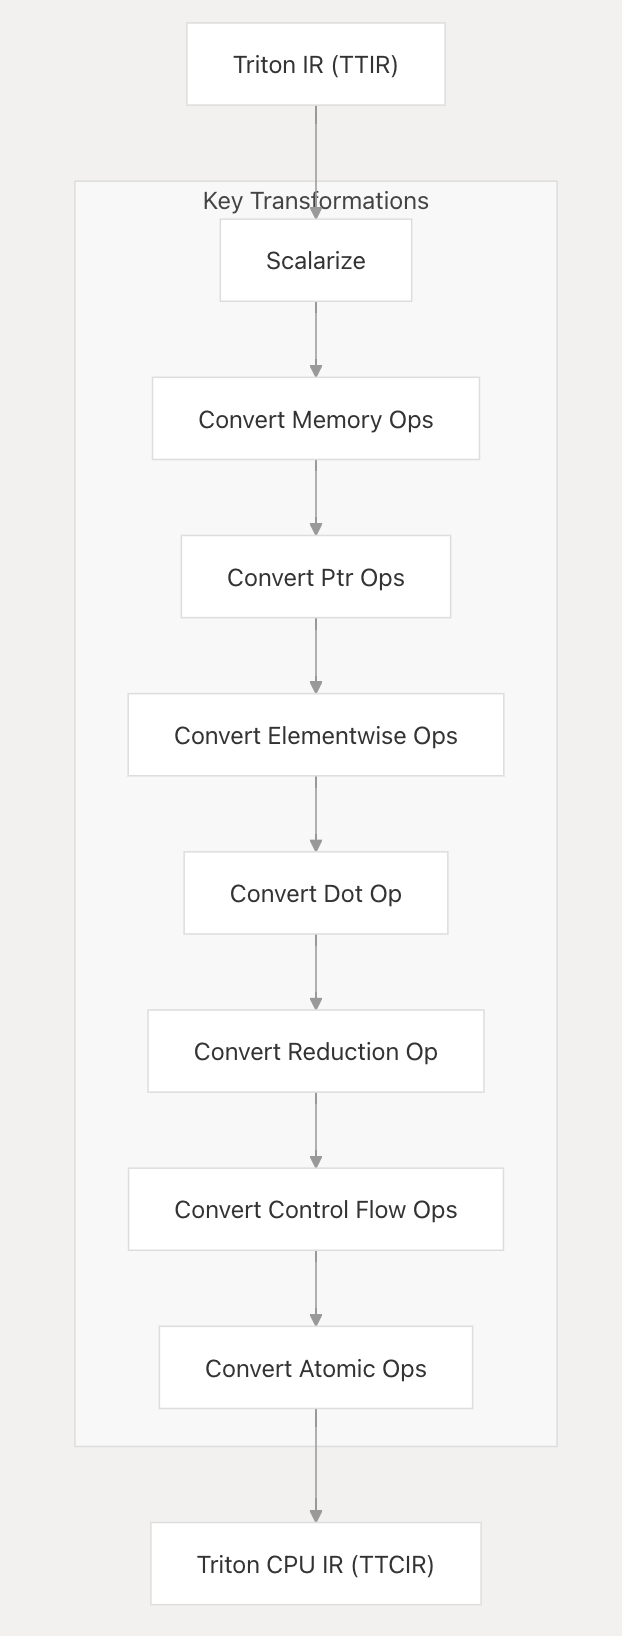 Triton IR (TTIR)
Key Transformations
Scalarize
Convert Memory Ops
Convert Ptr Ops
Convert Elementwise Ops
Convert Dot Op
Convert Reduction Op
Convert Control Flow Ops
Convert Atomic Ops
Triton CPU IR (TTCIR)